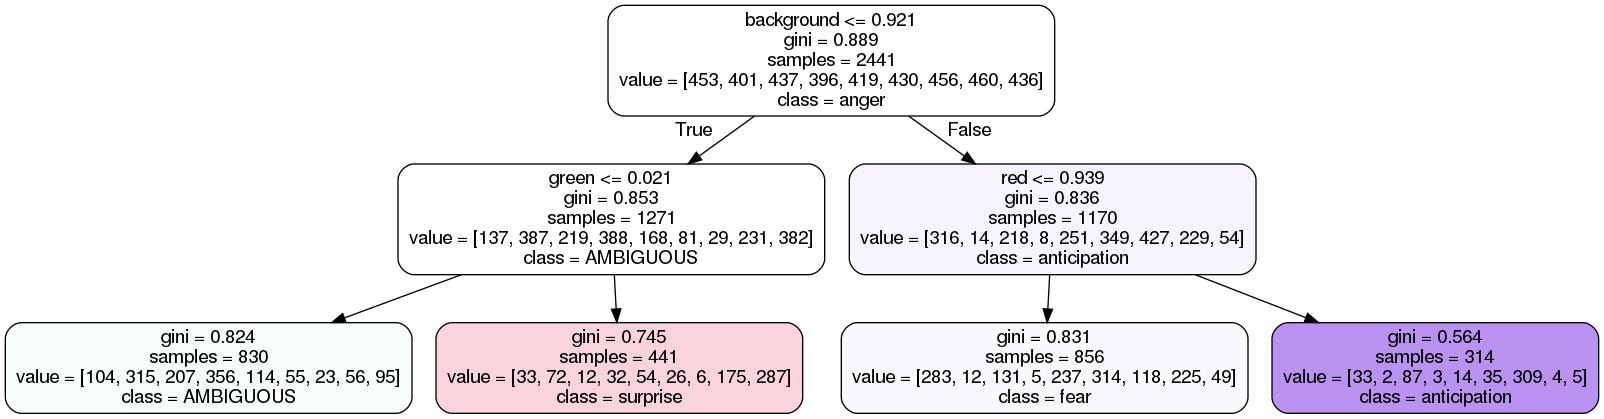 background <= 0.921
gini = 0.889
samples = 2441
value = [453, 401, 437, 396, 419, 430, 456, 460, 436]
class = anger
True
False
green <= 0.021
gini = 0.853
samples = 1271
value = [137, 387, 219, 388, 168, 81, 29, 231, 382]
class = AMBIGUOUS
red <= 0.939
gini = 0.836
samples = 1170
value = [316, 14, 218, 8, 251, 349, 427, 229, 54]
class = anticipation
gini = 0.824
samples = 830
value = [104, 315, 207, 356, 114, 55, 23, 56, 95]
class = AMBIGUOUS
gini = 0.745
samples = 441
value = [33, 72, 12, 32, 54, 26, 6, 175, 287]
class = surprise
gini = 0.831
samples = 856
value = [283, 12, 131, 5, 237, 314, 118, 225, 49]
class = fear
gini = 0.564
samples = 314
value = [33, 2, 87, 3, 14, 35, 309, 4, 5]
class = anticipation